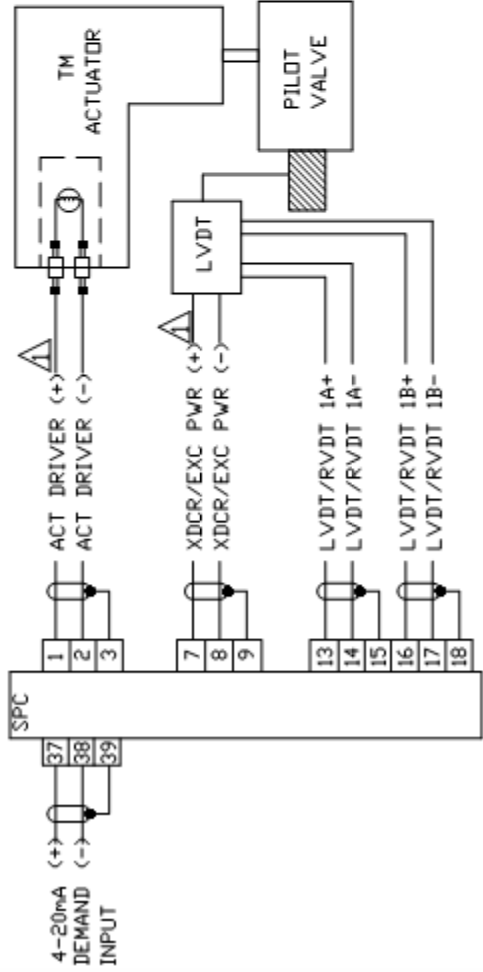 TM
ACTUATOR
PILOT
VALVE
LVDT
1
1
ACT DRIVER (+)
ACT DRIVER (-)
XDCR/EXC PWR (+)
XDCR/EXC PWR (-)
LVDT/RVDT 1A+
LVDT/RVDT 1A-
LVDT/RVDT 1B+
LVDT/RVDT 1B-
1
2
3
7
8
9
13
14
15
16
17
18
SPC
37
38
39
4-20mA (+)
DEMAND (-)
INPUT